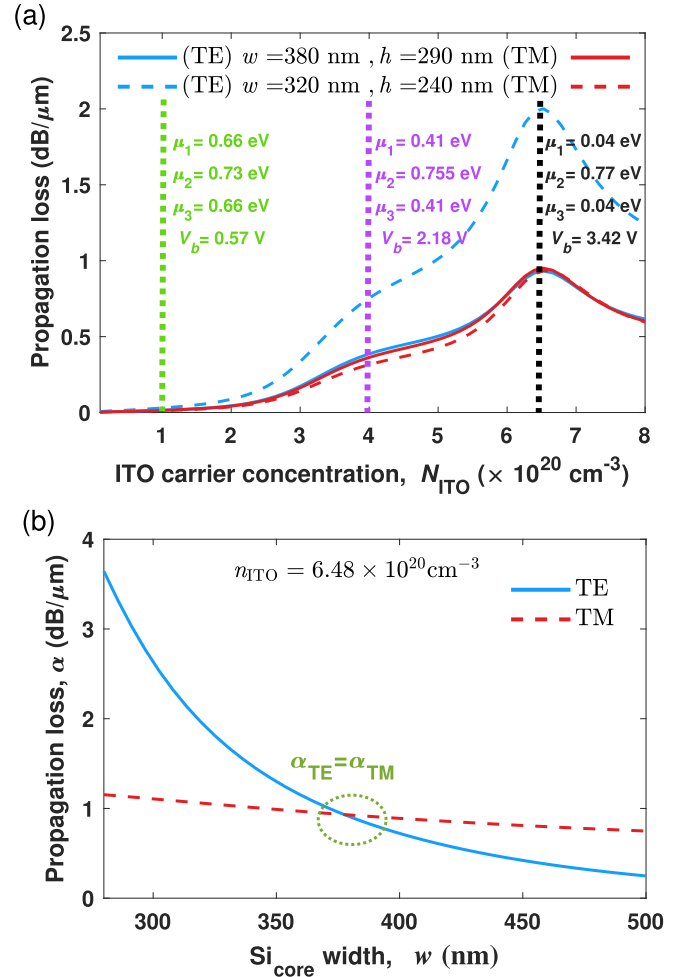 (a)
2.5
2
1.5
1
0.5
0
Propagation loss (dB/μm)
(TE) w =380 nm , h =290 nm (TM)
(TE) w =320 nm , h =240 nm (TM)
μ1= 0.66 eV
μ2= 0.73 eV
μ3= 0.66 eV
Vb= 0.57 V
μ1= 0.41 eV
μ2= 0.755 eV
μ3= 0.41 eV
Vb= 2.18 V
μ1= 0.04 eV
μ2= 0.77 eV
μ3= 0.04 eV
Vb= 3.42 V
1 2 3 4 5 6 7 8
ITO carrier concentration, NITO (× 10^20 cm^-3)
(b)
4
3
2
1
0
Propagation loss, α (dB/μm)
nITO = 6.48 × 10^20cm^−3
TE
TM
αTE=αTM
300 350 400 450 500
Sicore width, w (nm)